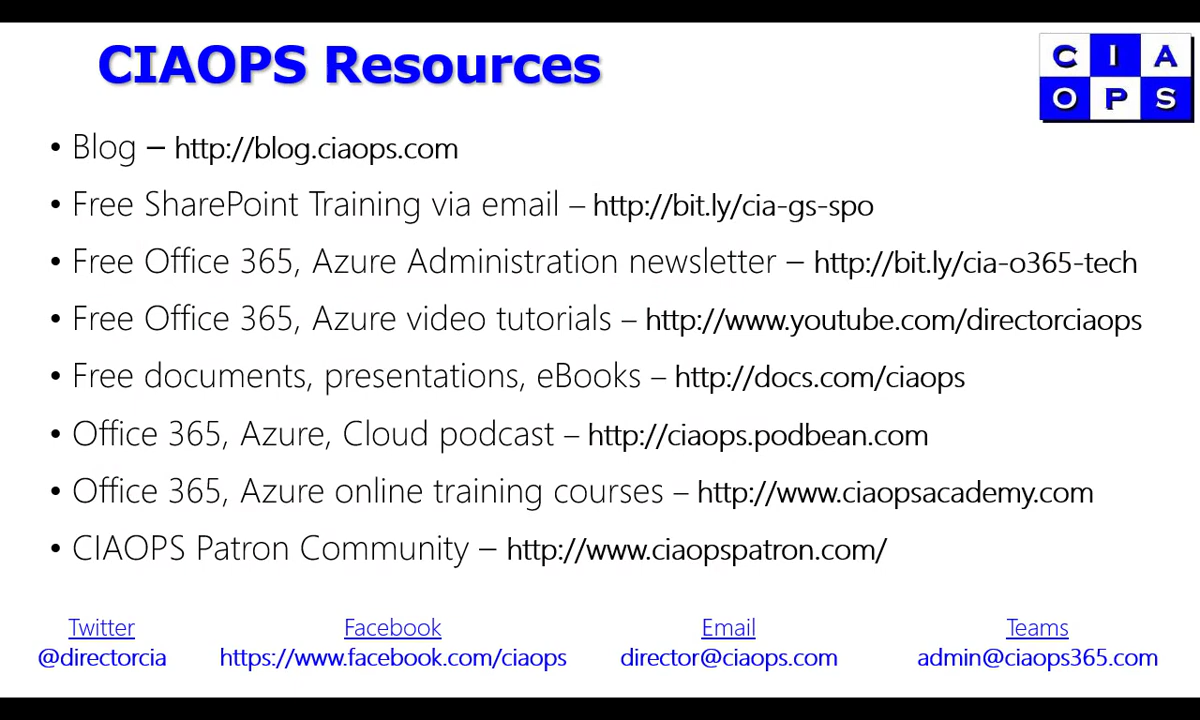 CIAOPS Resources
C I A
O P S
• Blog – http://blog.ciaops.com
• Free SharePoint Training via email – http://bit.ly/cia-gs-spo
• Free Office 365, Azure Administration newsletter – http://bit.ly/cia-o365-tech
• Free Office 365, Azure video tutorials – http://www.youtube.com/directorciaops
• Free documents, presentations, eBooks – http://docs.com/ciaops
• Office 365, Azure, Cloud podcast – http://ciaops.podbean.com
• Office 365, Azure online training courses – http://www.ciaopsacademy.com
• CIAOPS Patron Community – http://www.ciaopspatron.com/
Twitter Facebook Email Teams
@directorcia https://www.facebook.com/ciaops director@ciaops.com admin@ciaops365.com